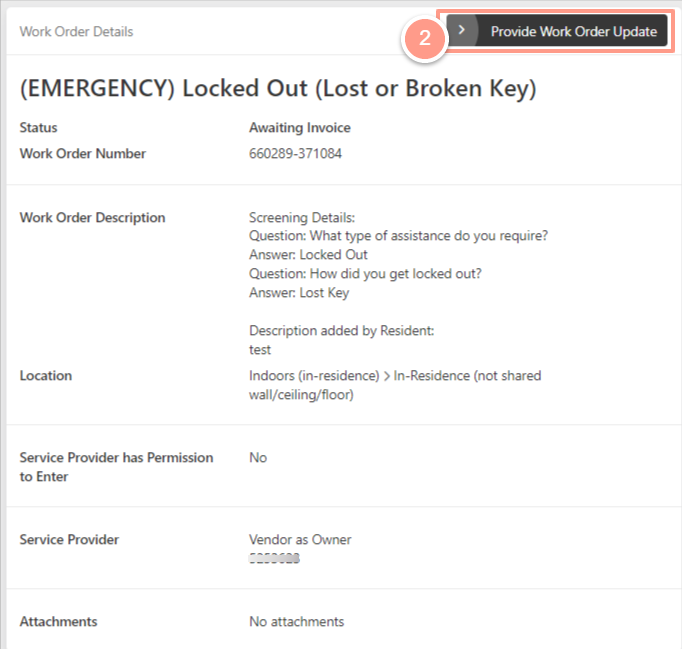 Work Order Details
2
Provide Work Order Update
(EMERGENCY) Locked Out (Lost or Broken Key)
Status Awaiting Invoice
Work Order Number 660289-371084
Work Order Description Screening Details:
Question: What type of assistance do you require?
Answer: Locked Out
Question: How did you get locked out?
Answer: Lost Key
Description added by Resident:
test
Location Indoors (in-residence) > In-Residence (not shared
wall/ceiling/floor)
Service Provider has Permission No
to Enter
Service Provider Vendor as Owner
Attachments No attachments